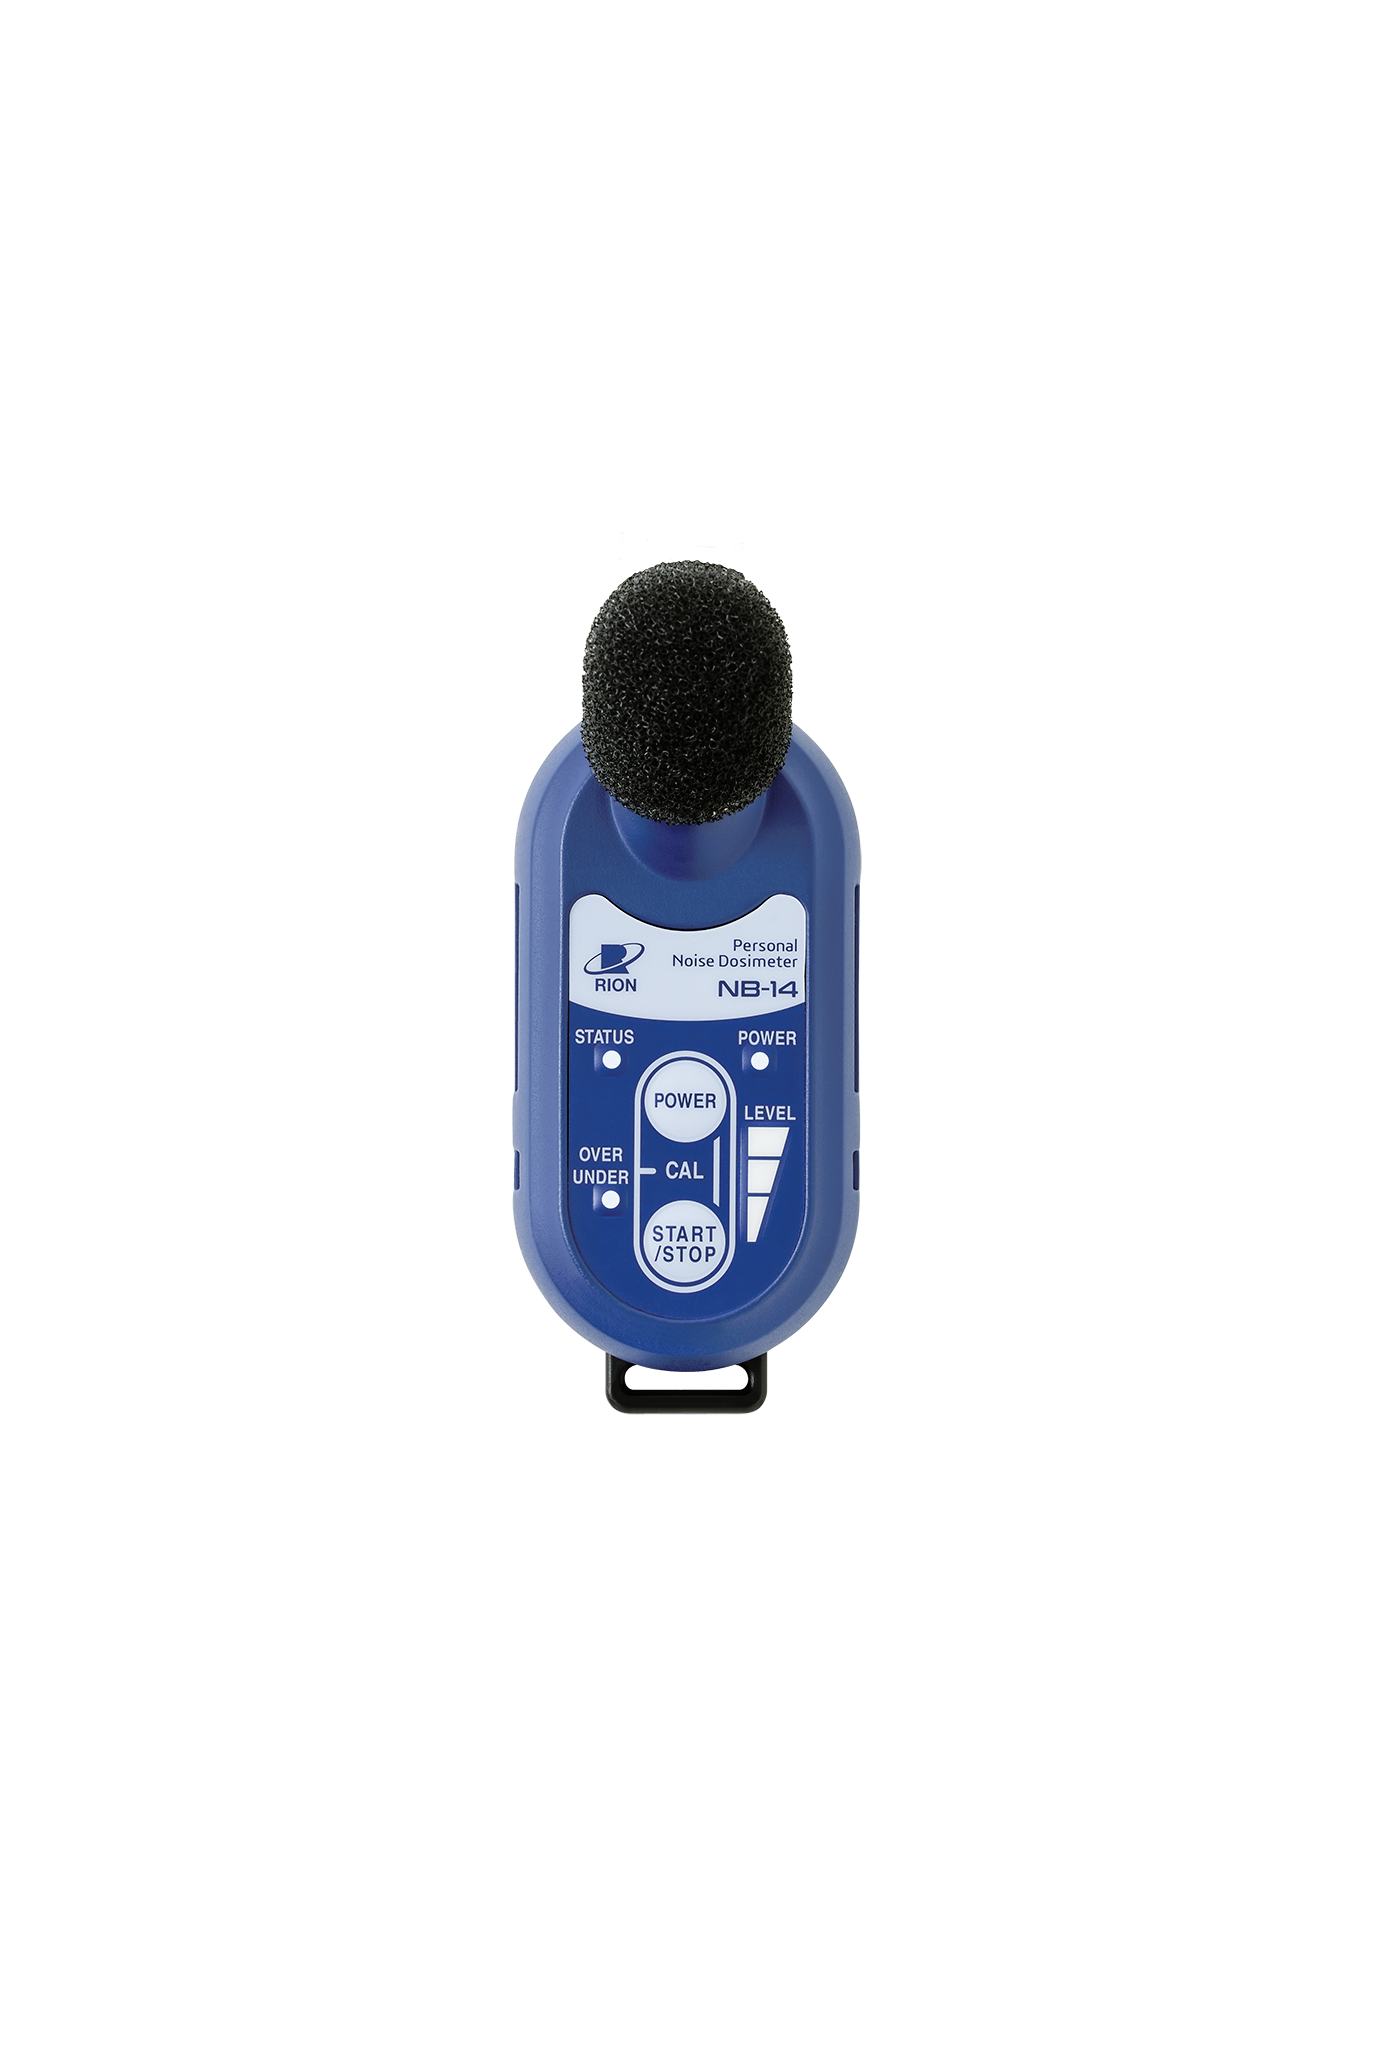 RION
Personal
Noise Dosimeter
NB-14
STATUS
POWER
POWER
LEVEL
OVER
UNDER
CAL
START
/STOP